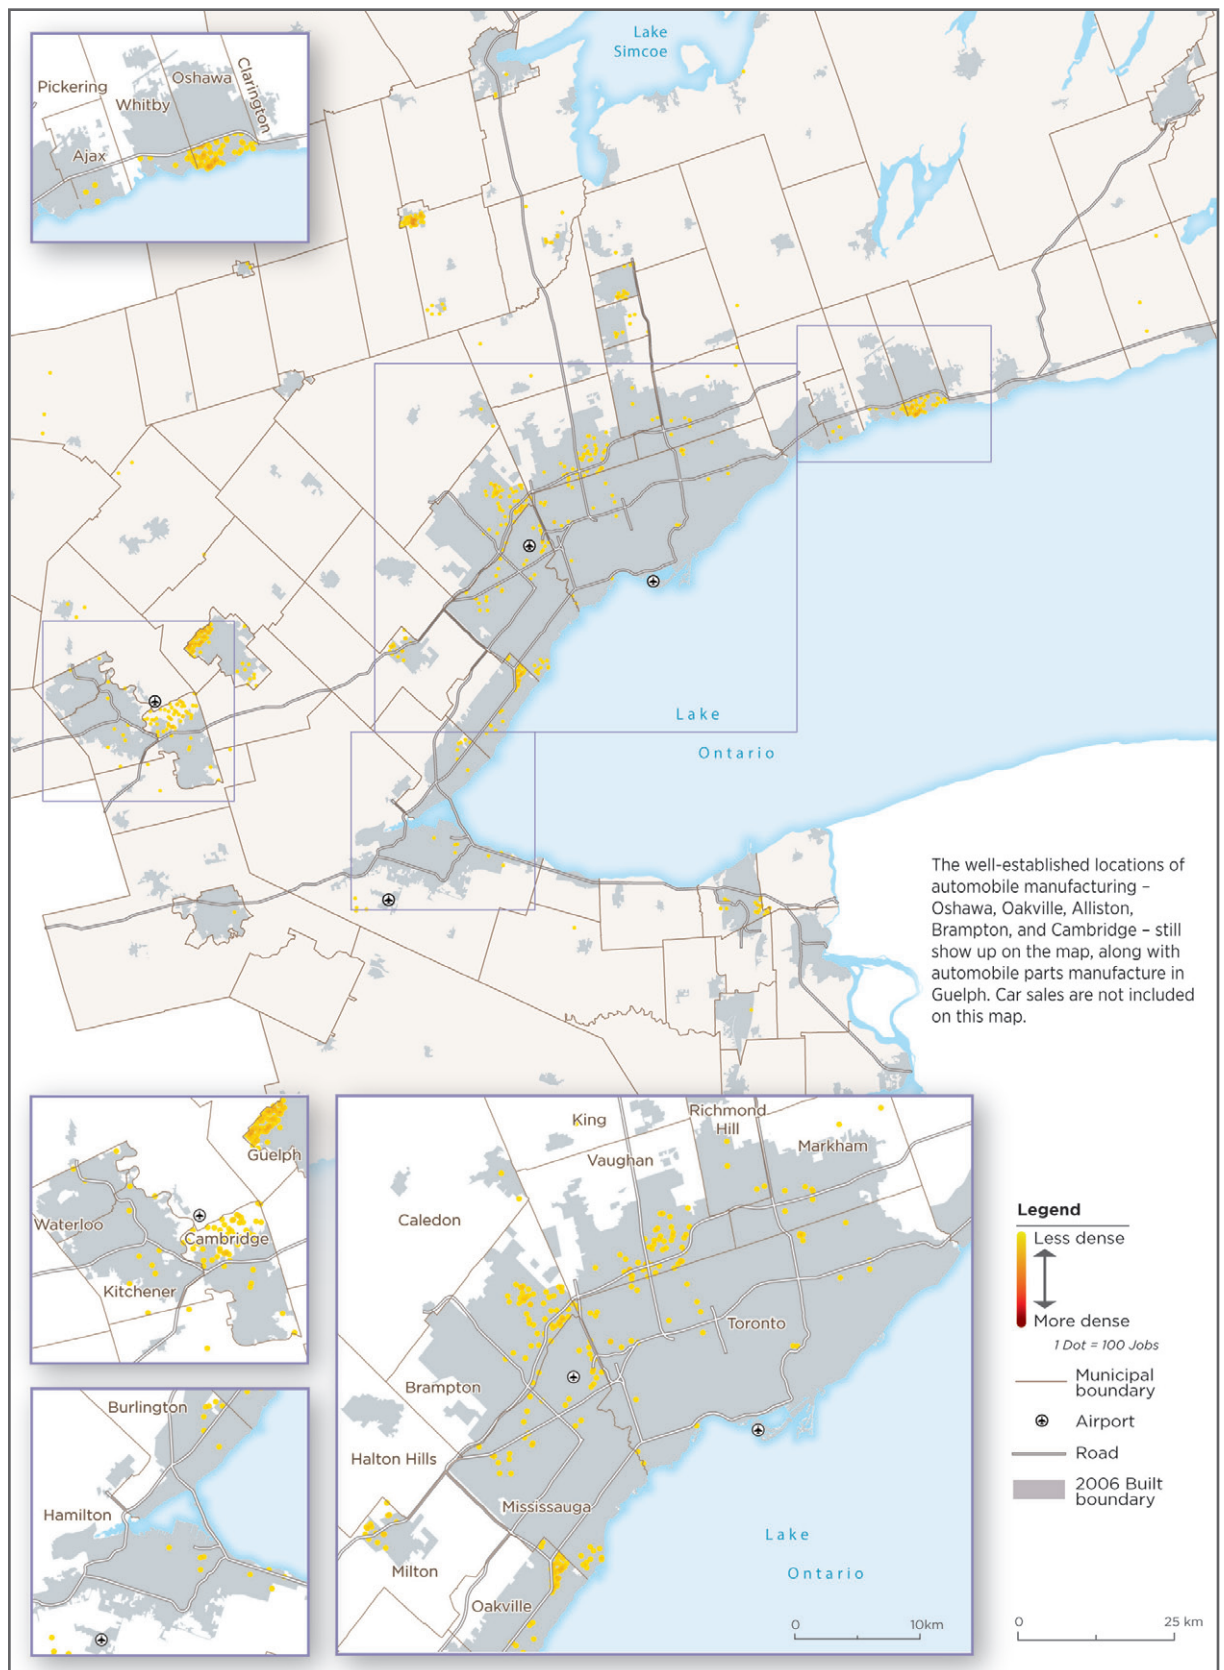 Lake
Simcoe
Pickering
Whitby
Oshawa
Clarington
Ajax
Lake
Ontario
The well-established locations of
automobile manufacturing –
Oshawa, Oakville, Alliston,
Brampton, and Cambridge – still
show up on the map, along with
automobile parts manufacture in
Guelph. Car sales are not included
on this map.
Guelph
Waterloo
Cambridge
Kitchener
Burlington
Hamilton
King
Richmond
Hill
Vaughan
Markham
Caledon
Toronto
Brampton
Halton Hills
Mississauga
Milton
Oakville
Lake
Ontario
0 10km
Legend
Less dense
More dense
1 Dot = 100 Jobs
Municipal
boundary
Airport
Road
2006 Built
boundary
0 25 km